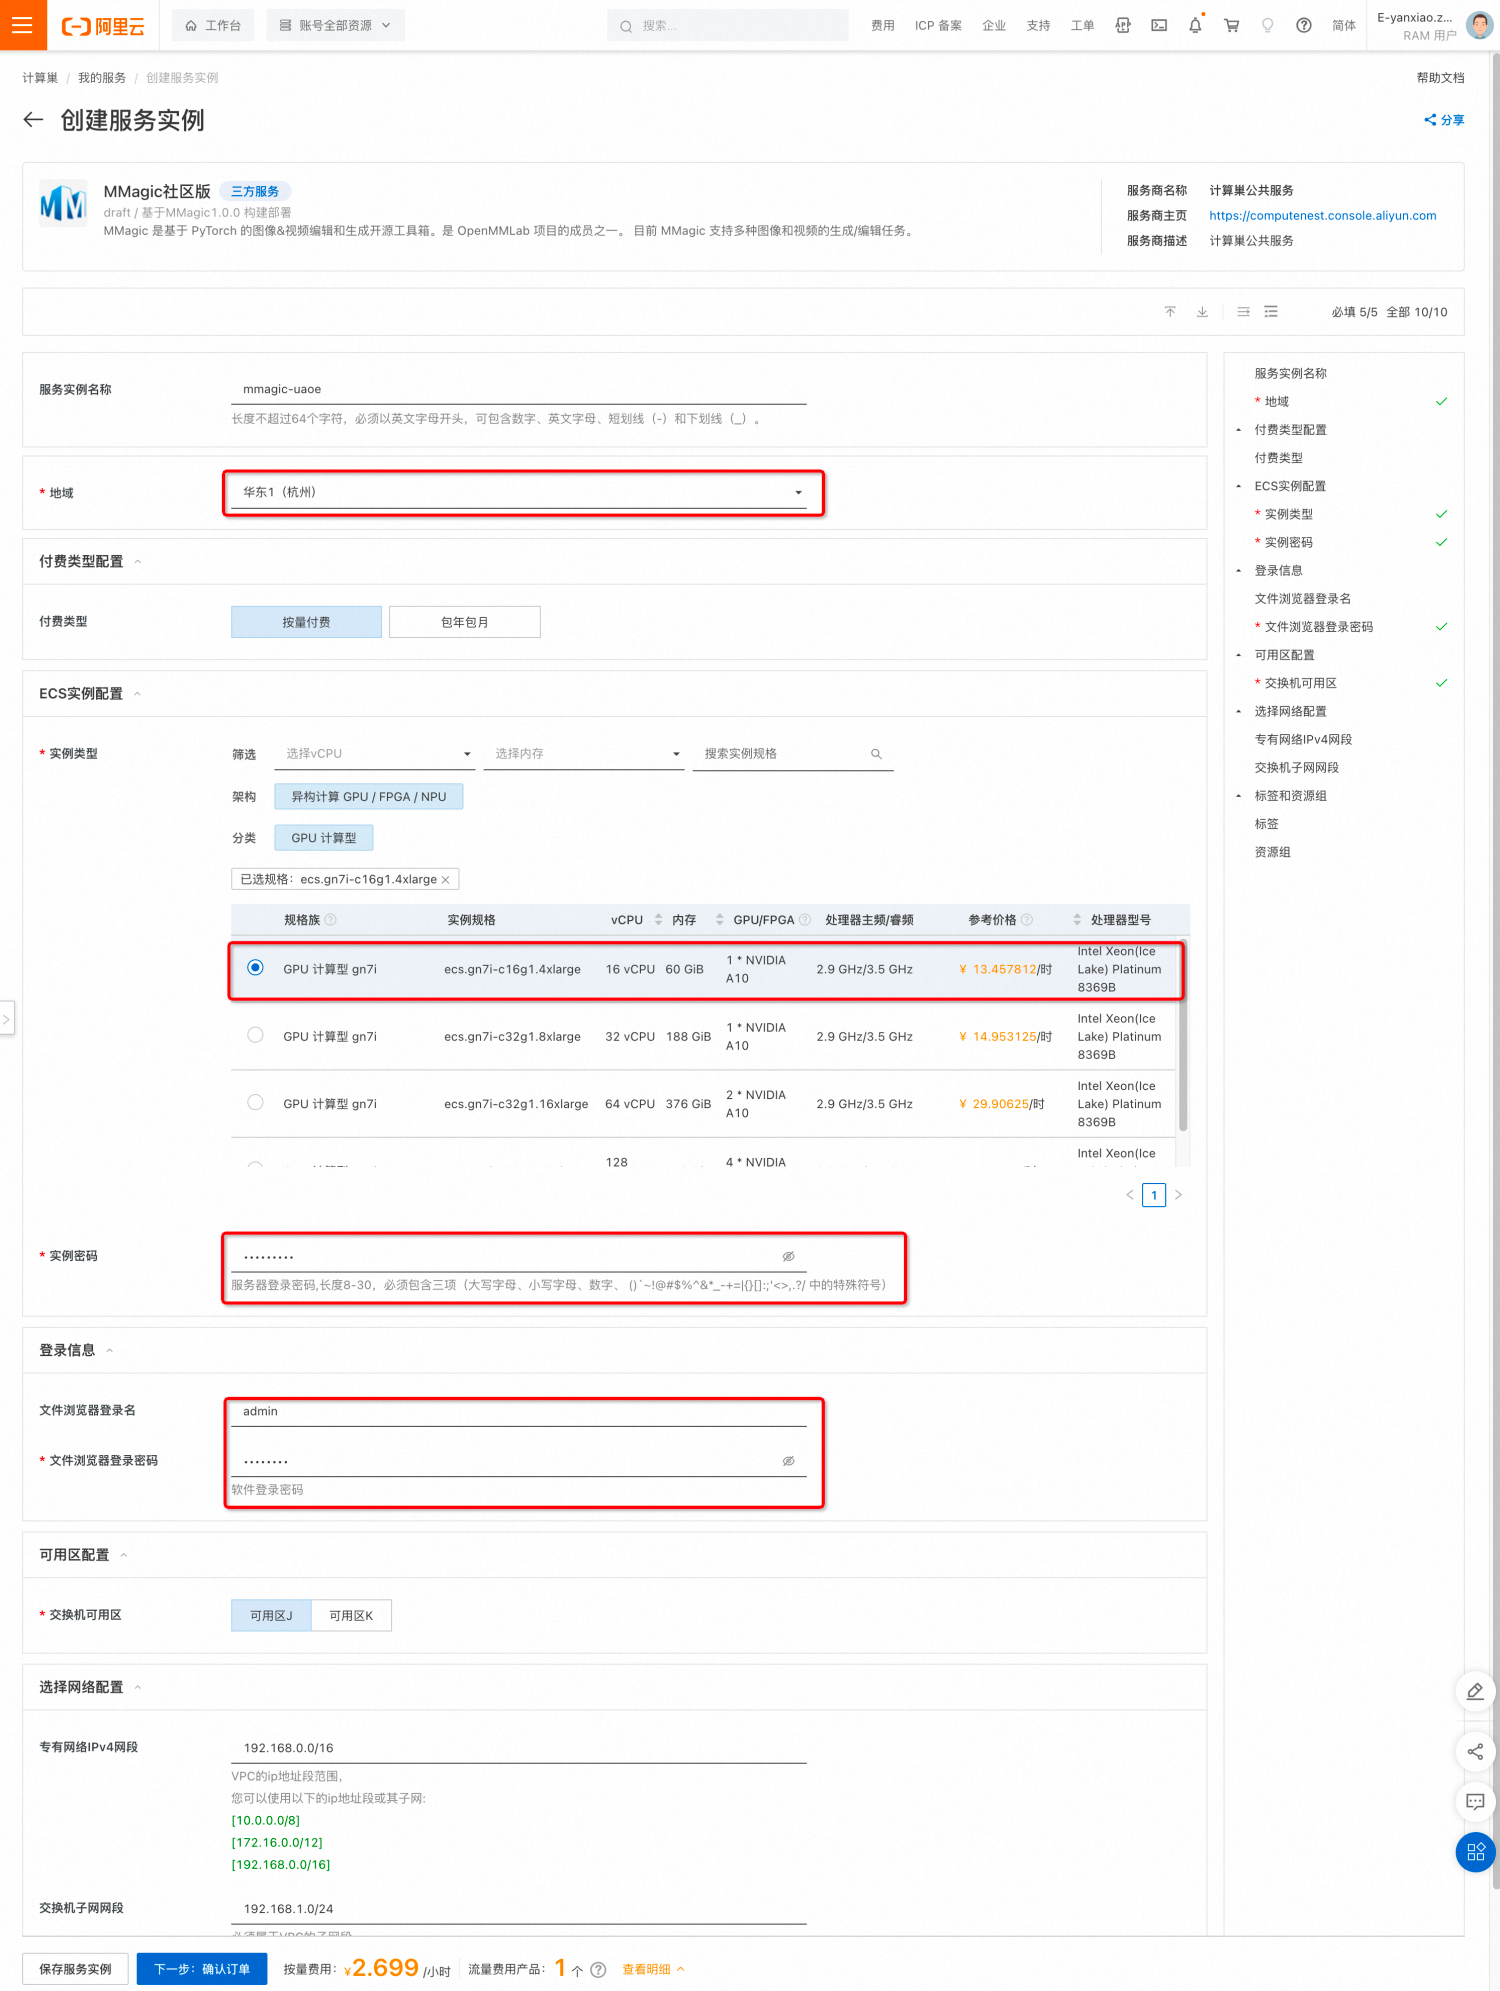 阿里云
工作台
账号全部资源
搜索...
费用
ICP 备案
企业
支持
工单
简体
E-yanxiao.z...
RAM 用户
计算巢 / 我的服务 / 创建服务实例
帮助文档
创建服务实例
分享
MMagic社区版 三方服务
draft / 基于MMagic1.0.0 构建部署
MMagic 是基于 PyTorch 的图像&视频编辑和生成开源工具箱。是 OpenMMLab 项目的成员之一。 目前 MMagic 支持多种图像和视频的生成/编辑任务。
服务商名称 计算巢公共服务
服务商主页 https://computenest.console.aliyun.com
服务商描述 计算巢公共服务
必填 5/5 全部 10/10
服务实例名称
mmagic-uaoe
长度不超过64个字符，必须以英文字母开头，可包含数字、英文字母、短划线（-）和下划线（_）。
* 地域
华东1（杭州）
付费类型配置
付费类型
按量付费
包年包月
ECS实例配置
* 实例类型
筛选 选择vCPU 选择内存 搜索实例规格
架构 异构计算 GPU / FPGA / NPU
分类 GPU 计算型
已选规格：ecs.gn7i-c16g1.4xlarge ×
规格族 实例规格 vCPU 内存 GPU/FPGA 处理器主频/睿频 参考价格 处理器型号
GPU 计算型 gn7i ecs.gn7i-c16g1.4xlarge 16 vCPU 60 GiB 1 * NVIDIA A10 2.9 GHz/3.5 GHz ¥ 13.457812/时 Intel Xeon(Ice Lake) Platinum 8369B
GPU 计算型 gn7i ecs.gn7i-c32g1.8xlarge 32 vCPU 188 GiB 1 * NVIDIA A10 2.9 GHz/3.5 GHz ¥ 14.953125/时 Intel Xeon(Ice Lake) Platinum 8369B
GPU 计算型 gn7i ecs.gn7i-c32g1.16xlarge 64 vCPU 376 GiB 2 * NVIDIA A10 2.9 GHz/3.5 GHz ¥ 29.90625/时 Intel Xeon(Ice Lake) Platinum 8369B
128 4 * NVIDIA Intel Xeon(Ice
1
* 实例密码
·········
服务器登录密码,长度8-30，必须包含三项（大写字母、小写字母、数字、 ()`~!@#$%^&*_-+=|{}[]:;'<>,.?/ 中的特殊符号）
登录信息
文件浏览器登录名
admin
* 文件浏览器登录密码
········
软件登录密码
可用区配置
* 交换机可用区
可用区J
可用区K
选择网络配置
专有网络IPv4网段
192.168.0.0/16
VPC的ip地址段范围，
您可以使用以下的ip地址段或其子网:
[10.0.0.0/8]
[172.16.0.0/12]
[192.168.0.0/16]
交换机子网网段
192.168.1.0/24
必须属于VPC的子网段
服务实例名称
* 地域
付费类型配置
付费类型
ECS实例配置
* 实例类型
* 实例密码
登录信息
文件浏览器登录名
* 文件浏览器登录密码
可用区配置
* 交换机可用区
选择网络配置
专有网络IPv4网段
交换机子网网段
标签和资源组
标签
资源组
保存服务实例
下一步：确认订单
按量费用: ¥2.699 /小时
流量费用产品: 1 个
查看明细